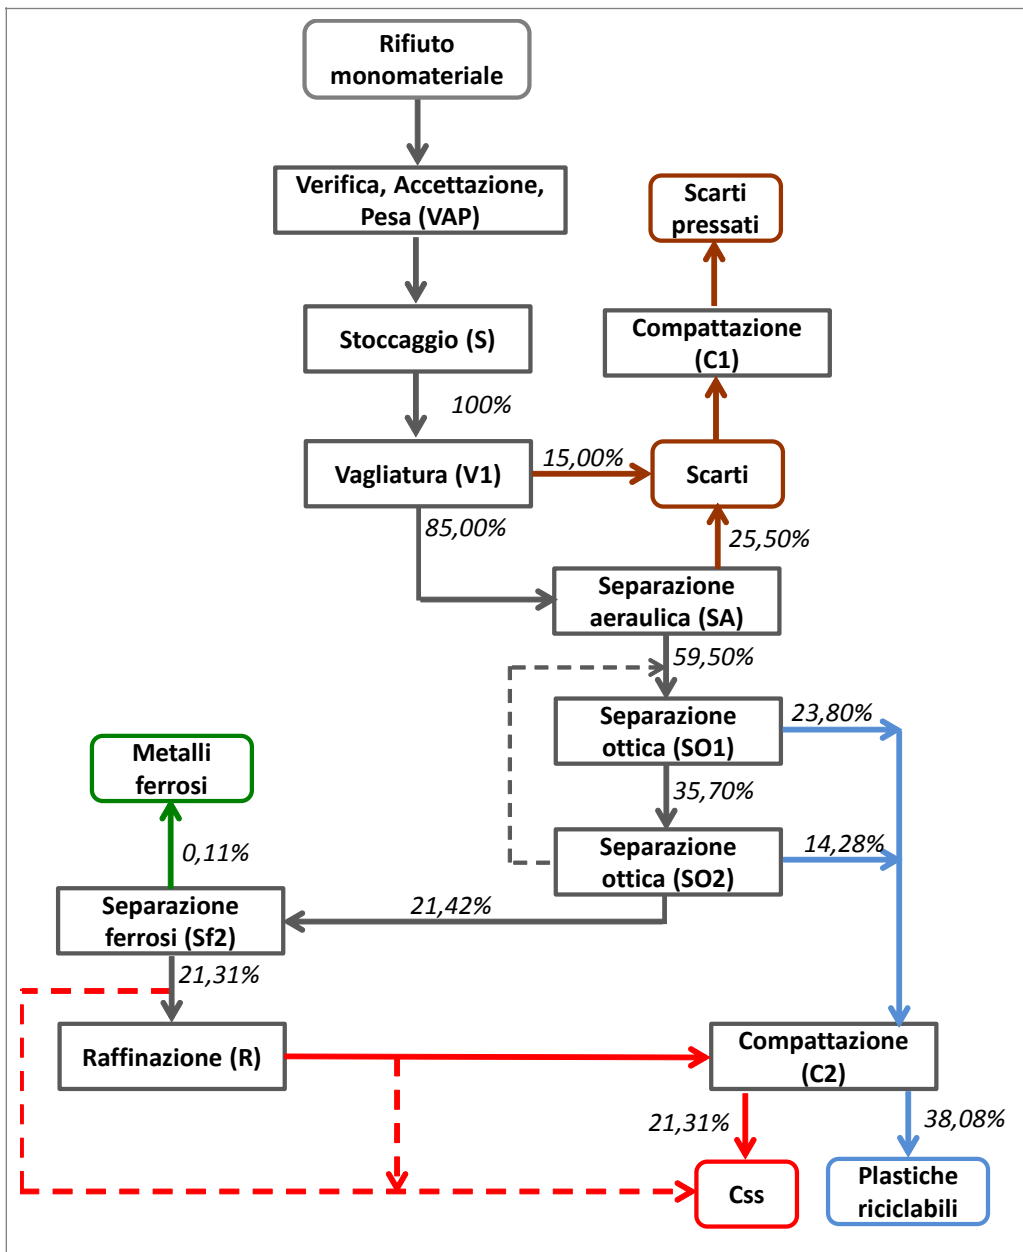 Rifiuto
monomateriale
Verifica, Accettazione,
Pesa (VAP)
Scarti
pressati
Stoccaggio (S)
Compattazione
(C1)
100%
Vagliatura (V1)
15,00%
Scarti
85,00%
25,50%
Separazione
aeraulica (SA)
59,50%
Separazione
ottica (SO1)
23,80%
Metalli
ferrosi
35,70%
0,11%
Separazione
ottica (SO2)
14,28%
Separazione
ferrosi (Sf2)
21,42%
21,31%
Raffinazione (R)
Compattazione
(C2)
21,31%
38,08%
Css
Plastiche
riciclabili